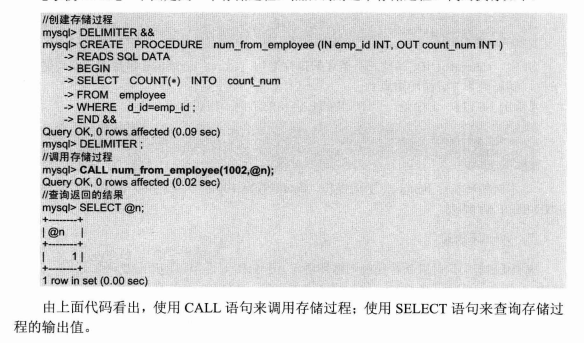 //创建存储过程
mysql> DELIMITER &&
mysql> CREATE PROCEDURE num_from_employee (IN emp_id INT, OUT count_num INT )
-> READS SQL DATA
-> BEGIN
-> SELECT COUNT(*) INTO count_num
-> FROM employee
-> WHERE d_id=emp_id ;
-> END &&
Query OK, 0 rows affected (0.09 sec)
mysql> DELIMITER ;
//调用存储过程
mysql> CALL num_from_employee(1002,@n);
Query OK, 0 rows affected (0.02 sec)
//查询返回的结果
mysql> SELECT @n;
+--------+
| @n |
+--------+
| 1 |
+--------+
1 row in set (0.00 sec)
由上面代码看出，使用 CALL 语句来调用存储过程；使用 SELECT 语句来查询存储过
程的输出值。